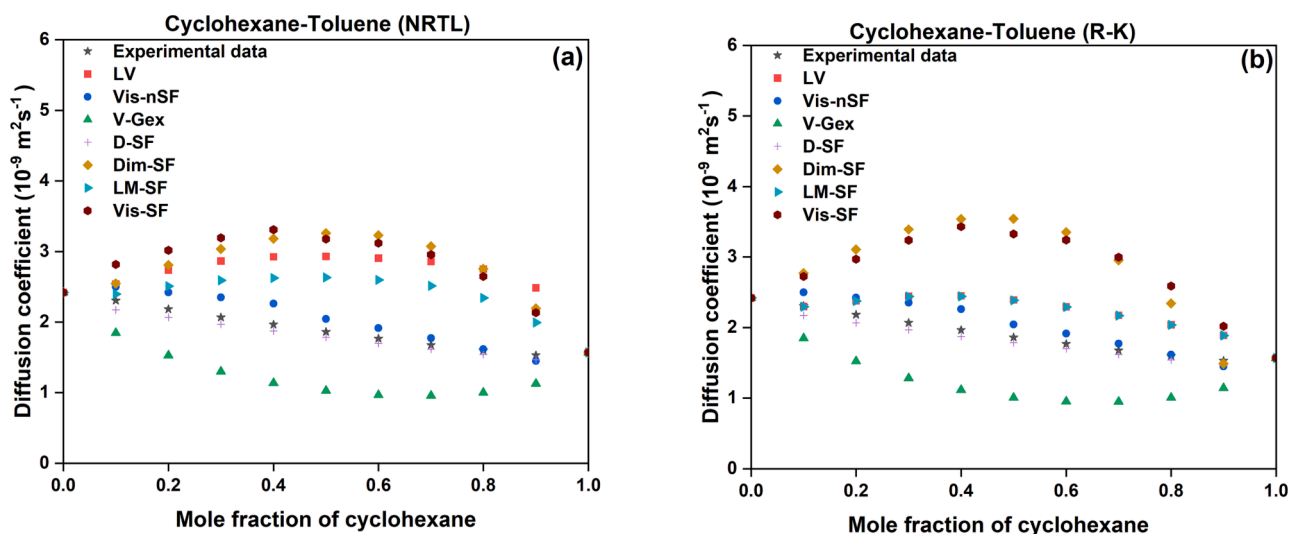 Cyclohexane-Toluene (NRTL)
(a)
Experimental data
LV
Vis-nSF
V-Gex
D-SF
Dim-SF
LM-SF
Vis-SF
Diffusion coefficient (10⁻⁹ m²s⁻¹)
6
5
4
3
2
1
0
0.0 0.2 0.4 0.6 0.8 1.0
Mole fraction of cyclohexane
Cyclohexane-Toluene (R-K)
(b)
Experimental data
LV
Vis-nSF
V-Gex
D-SF
Dim-SF
LM-SF
Vis-SF
Diffusion coefficient (10⁻⁹ m²s⁻¹)
6
5
4
3
2
1
0
0.0 0.2 0.4 0.6 0.8 1.0
Mole fraction of cyclohexane